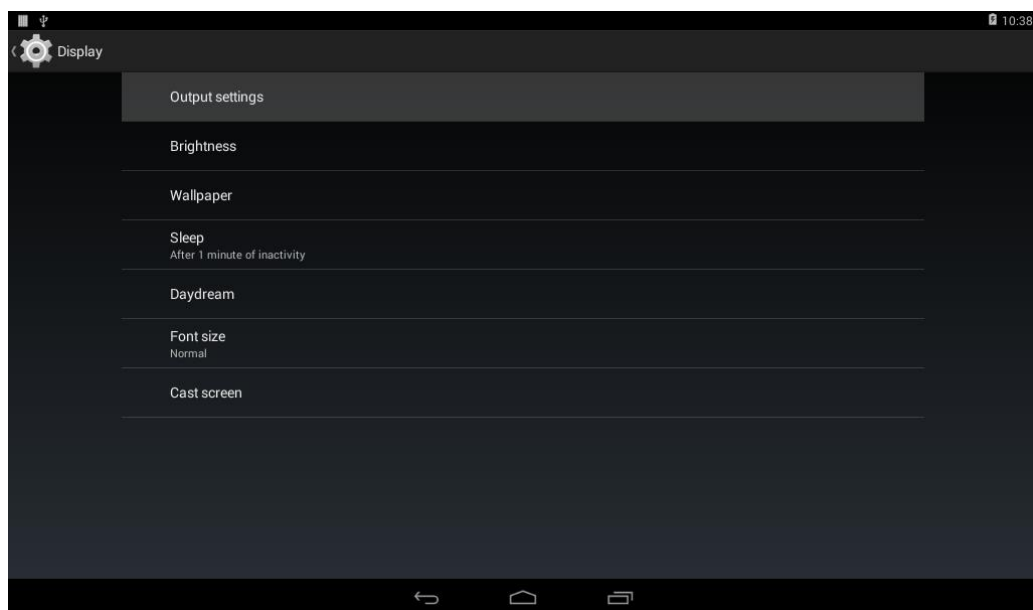 10:38
Display
Output settings
Brightness
Wallpaper
Sleep
After 1 minute of inactivity
Daydream
Font size
Normal
Cast screen